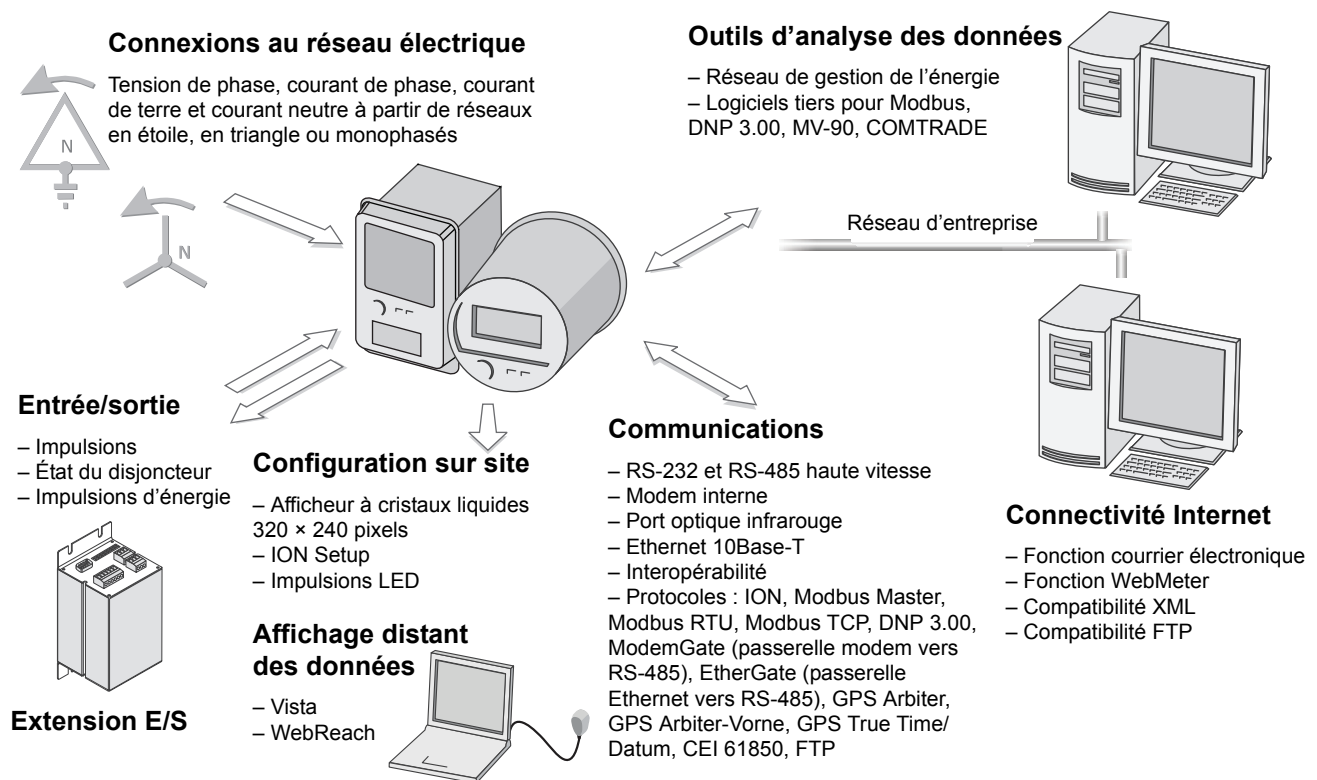 Connexions au réseau électrique
Tension de phase, courant de phase, courant
de terre et courant neutre à partir de réseaux
en étoile, en triangle ou monophasés
N
N
Outils d’analyse des données
– Réseau de gestion de l’énergie
– Logiciels tiers pour Modbus,
DNP 3.00, MV-90, COMTRADE
Réseau d’entreprise
Entrée/sortie
– Impulsions
– État du disjoncteur
– Impulsions d’énergie
Extension E/S
Configuration sur site
– Afficheur à cristaux liquides
320 × 240 pixels
– ION Setup
– Impulsions LED
Affichage distant
des données
– Vista
– WebReach
Communications
– RS-232 et RS-485 haute vitesse
– Modem interne
– Port optique infrarouge
– Ethernet 10Base-T
– Interopérabilité
– Protocoles : ION, Modbus Master,
Modbus RTU, Modbus TCP, DNP 3.00,
ModemGate (passerelle modem vers
RS-485), EtherGate (passerelle
Ethernet vers RS-485), GPS Arbiter,
GPS Arbiter-Vorne, GPS True Time/
Datum, CEI 61850, FTP
Connectivité Internet
– Fonction courrier électronique
– Fonction WebMeter
– Compatibilité XML
– Compatibilité FTP